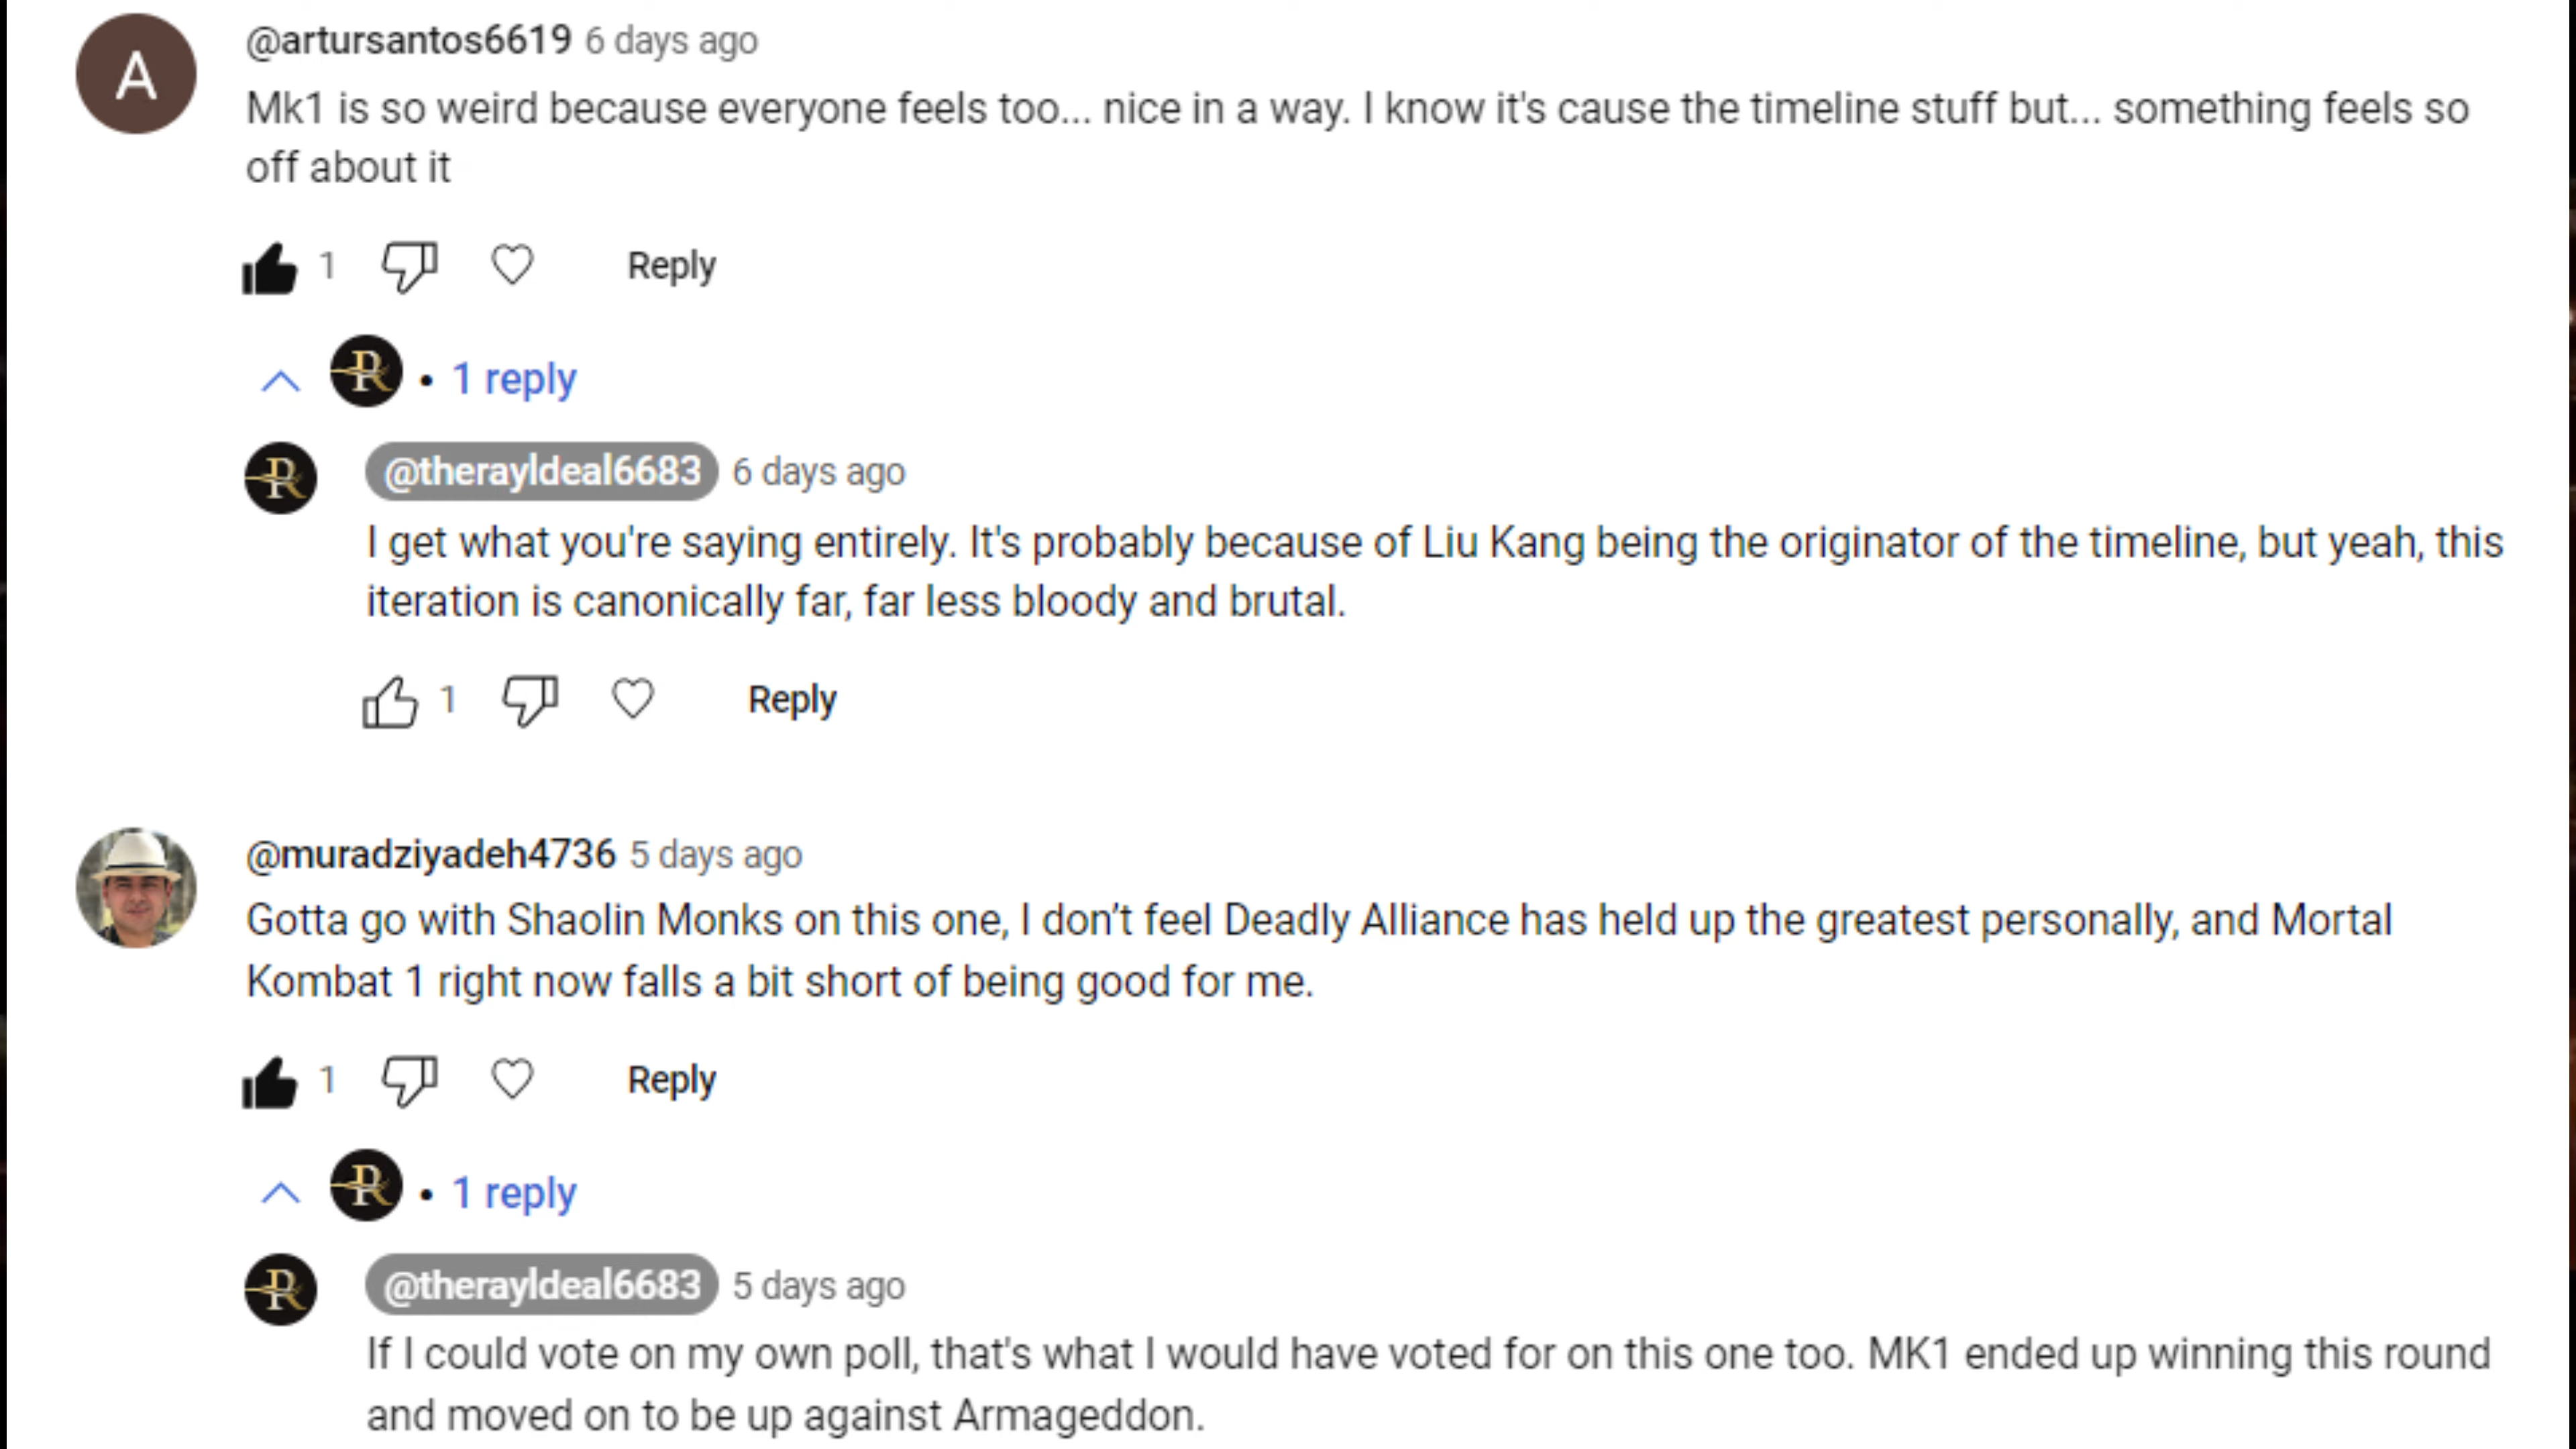 A
@artursantos6619 6 days ago
Mk1 is so weird because everyone feels too... nice in a way. I know it's cause the timeline stuff but... something feels so
off about it
1 Reply
R • 1 reply
R @therayldeal6683 6 days ago
I get what you're saying entirely. It's probably because of Liu Kang being the originator of the timeline, but yeah, this
iteration is canonically far, far less bloody and brutal.
1 Reply
@muradziyadeh4736 5 days ago
Gotta go with Shaolin Monks on this one, I don’t feel Deadly Alliance has held up the greatest personally, and Mortal
Kombat 1 right now falls a bit short of being good for me.
1 Reply
R • 1 reply
R @therayldeal6683 5 days ago
If I could vote on my own poll, that's what I would have voted for on this one too. MK1 ended up winning this round
and moved on to be up against Armageddon.